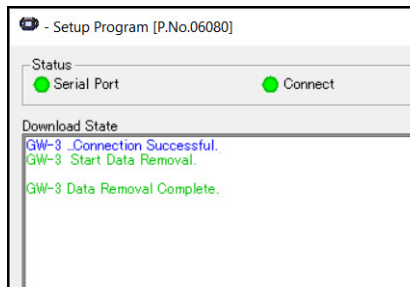 - Setup Program [P.No.06080]
Status
Serial Port
Connect
Download State
GW-3 ...Connection Successful.
GW-3 Start Data Removal.
GW-3 Data Removal Complete.